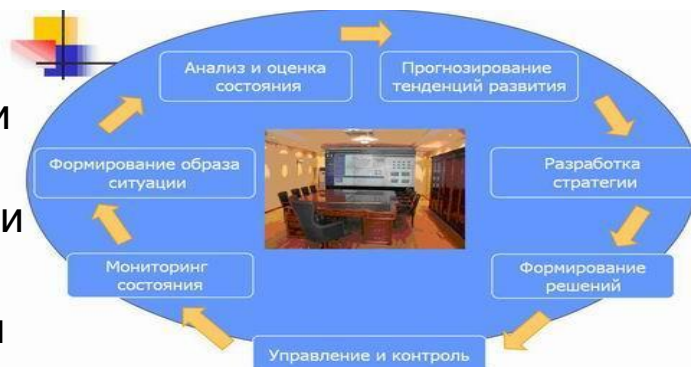 Анализ и оценка
состояния
Прогнозирование
тенденций развития
Разработка
стратегии
Формирование
решений
Управление и контроль
Мониторинг
состояния
Формирование образа
ситуации
и
и